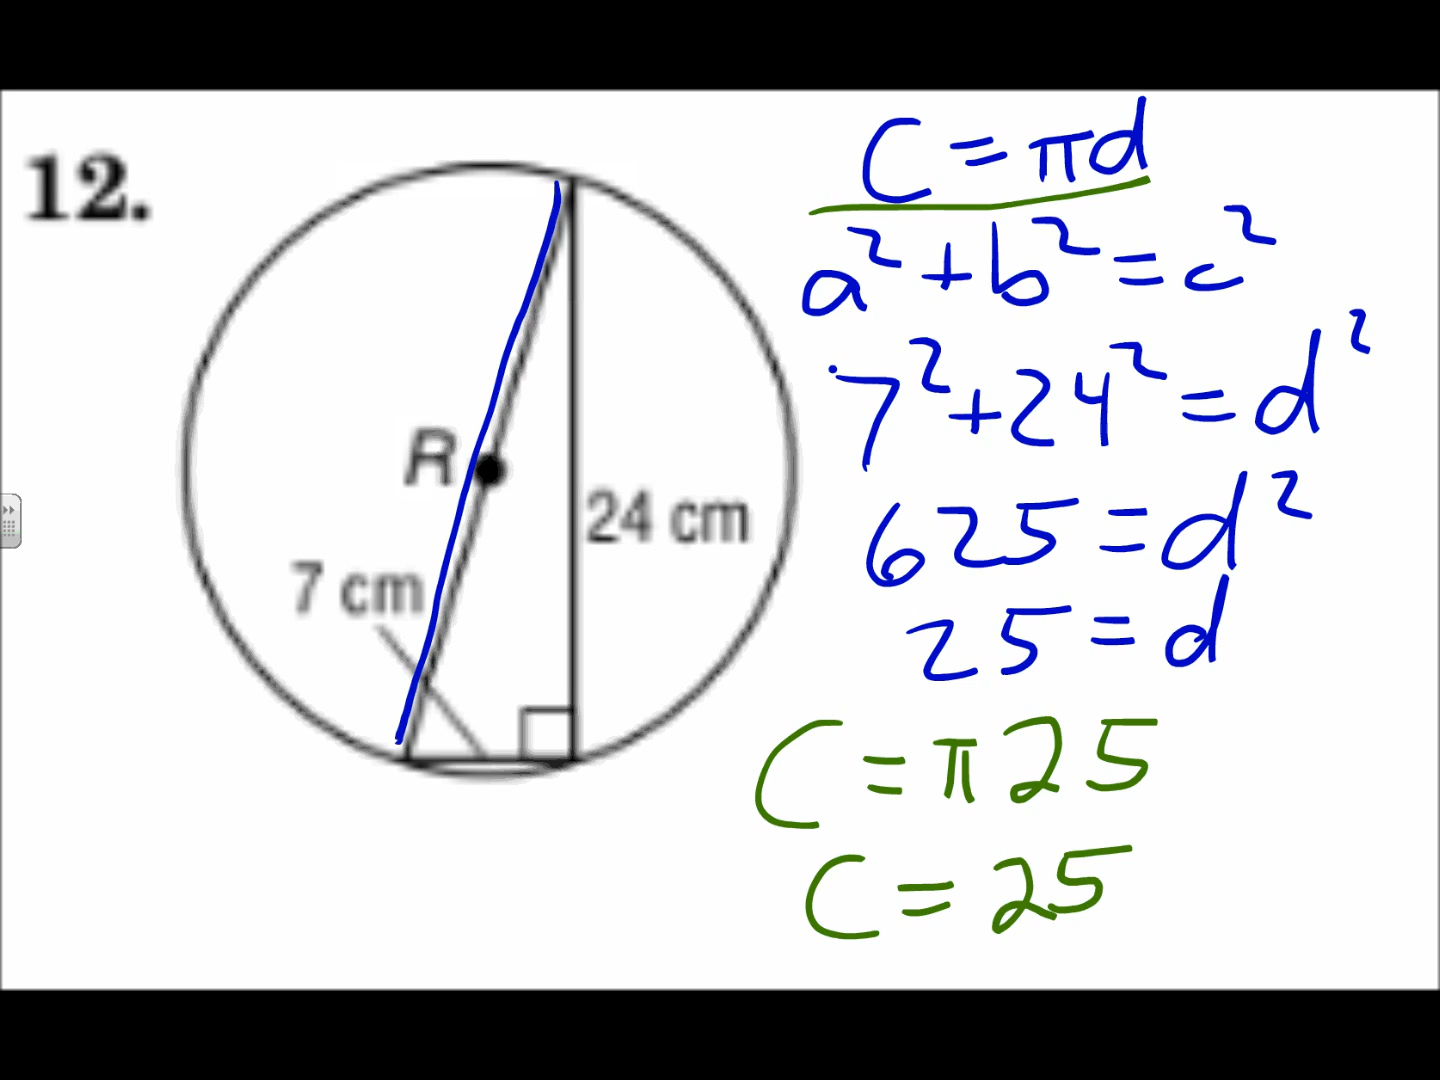 12.
R
24 cm
7 cm
C = πd
a² + b² = c²
7² + 24² = d²
625 = d²
25 = d
C = π25
C = 25